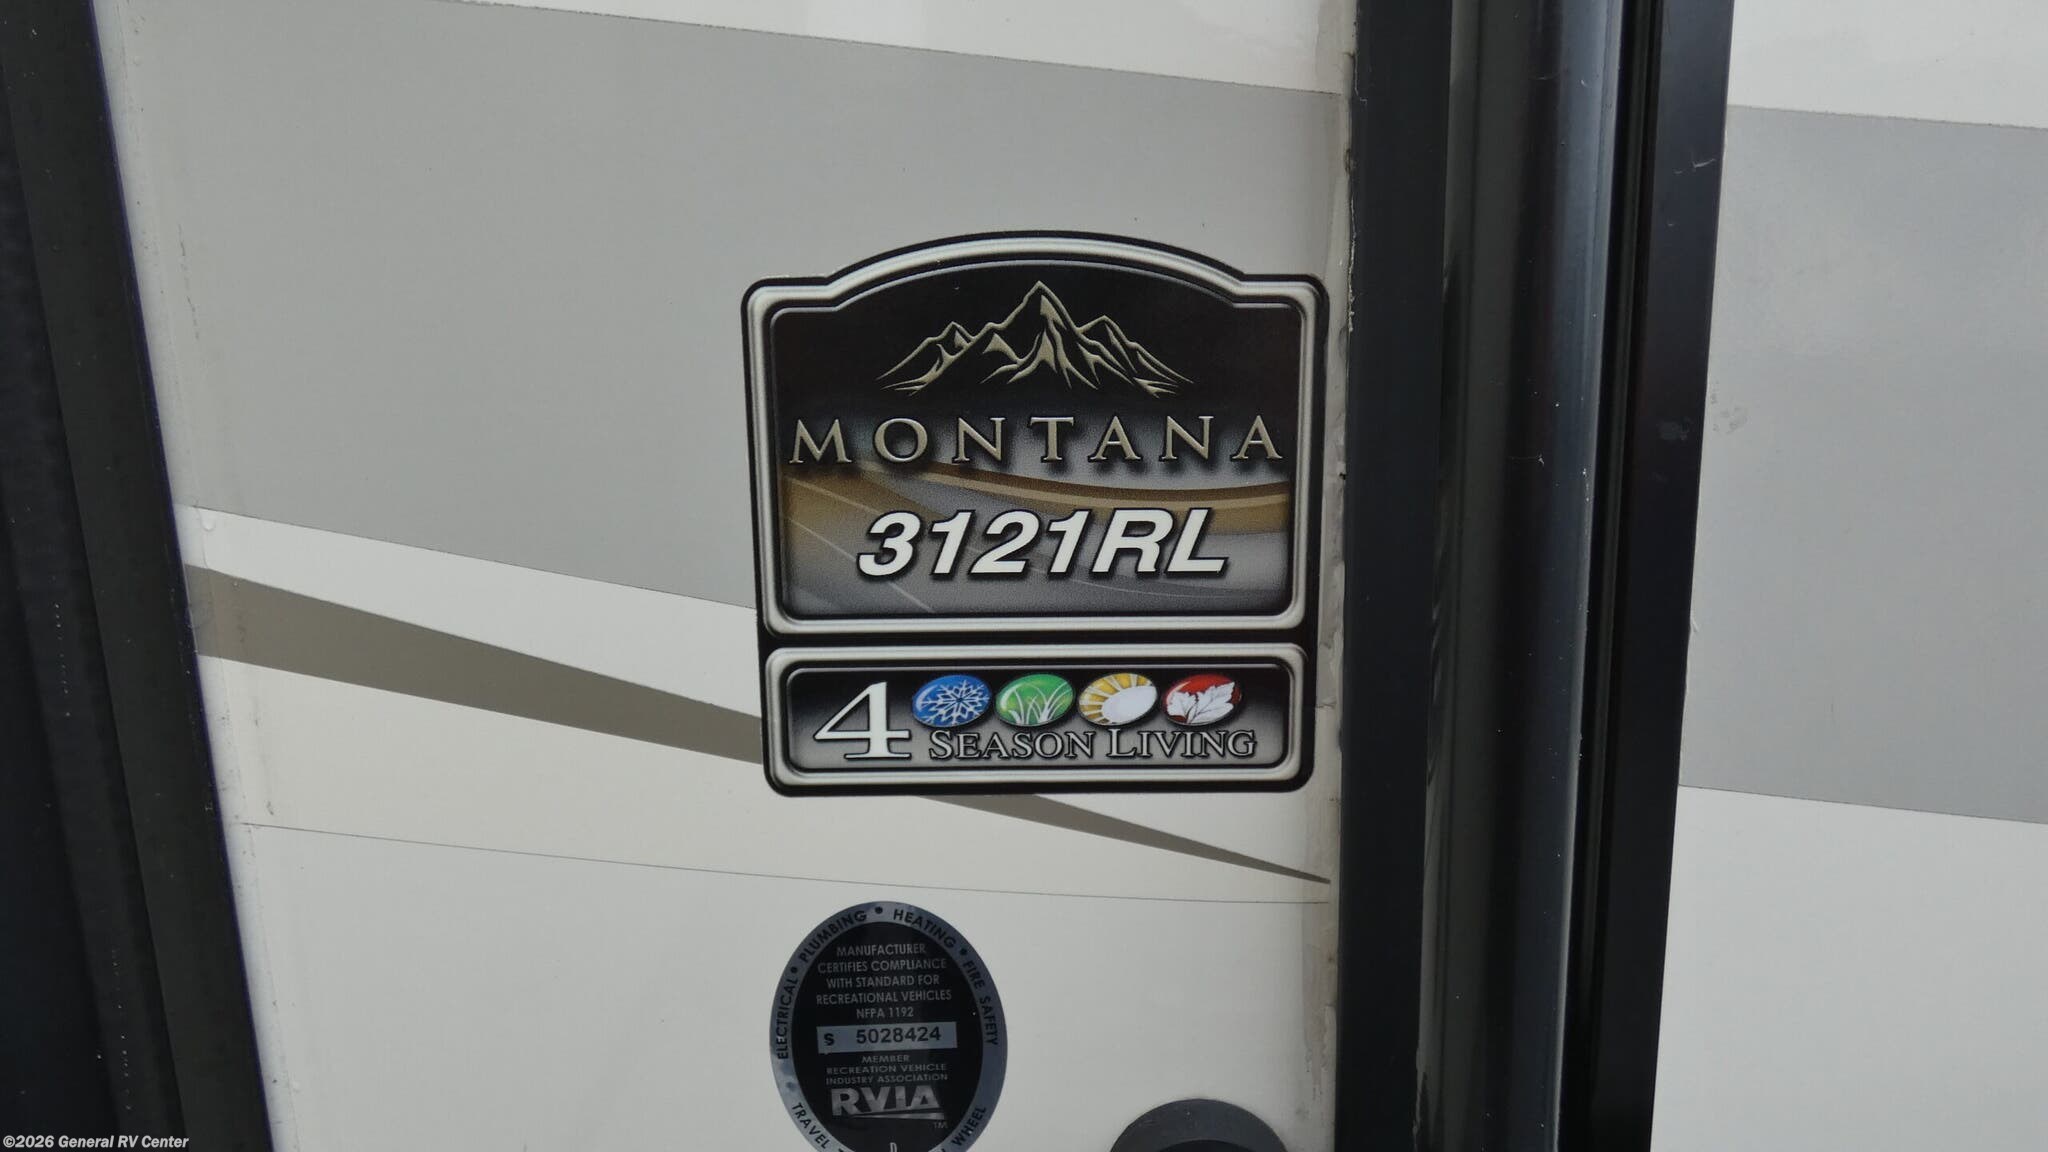 MONTANA
3121RL
4 SEASON LIVING
ELECTRICAL • PLUMBING • HEATING • FIRE SAFETY
MANUFACTURER
CERTIFIES COMPLIANCE
WITH STANDARD FOR
RECREATIONAL VEHICLES
NFPA 1192
S 5028424
MEMBER
RECREATION VEHICLE
INDUSTRY ASSOCIATION
RVIA
TM
TRAVEL
WHEEL
©2026 General RV Center